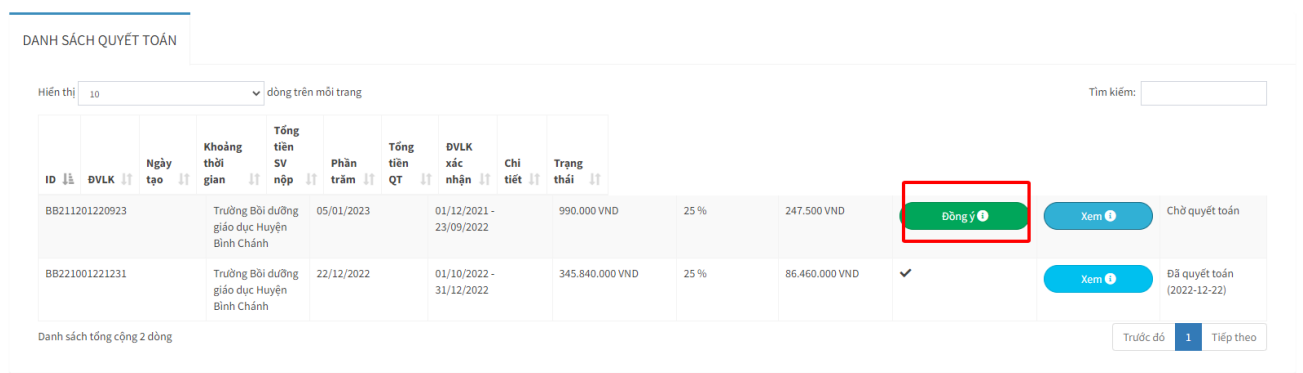 DANH SÁCH QUYẾT TOÁN
Hiển thị 10 dòng trên mỗi trang Tìm kiếm:
ID ĐVLK Ngày tạo Khoảng thời gian Tổng tiền SV nộp Phần trăm Tổng tiền QT ĐVLK xác nhận Chi tiết Trạng thái
BB211201220923 Trường Bồi dưỡng 05/01/2023 01/12/2021 - 990.000 VND 25 % 247.500 VND Đồng ý Xem Chờ quyết toán
giáo dục Huyện 23/09/2022
Bình Chánh
BB221001221231 Trường Bồi dưỡng 22/12/2022 01/10/2022 - 345.840.000 VND 25 % 86.460.000 VND Xem Đã quyết toán
giáo dục Huyện 31/12/2022 (2022-12-22)
Bình Chánh
Danh sách tổng cộng 2 dòng Trước đó 1 Tiếp theo